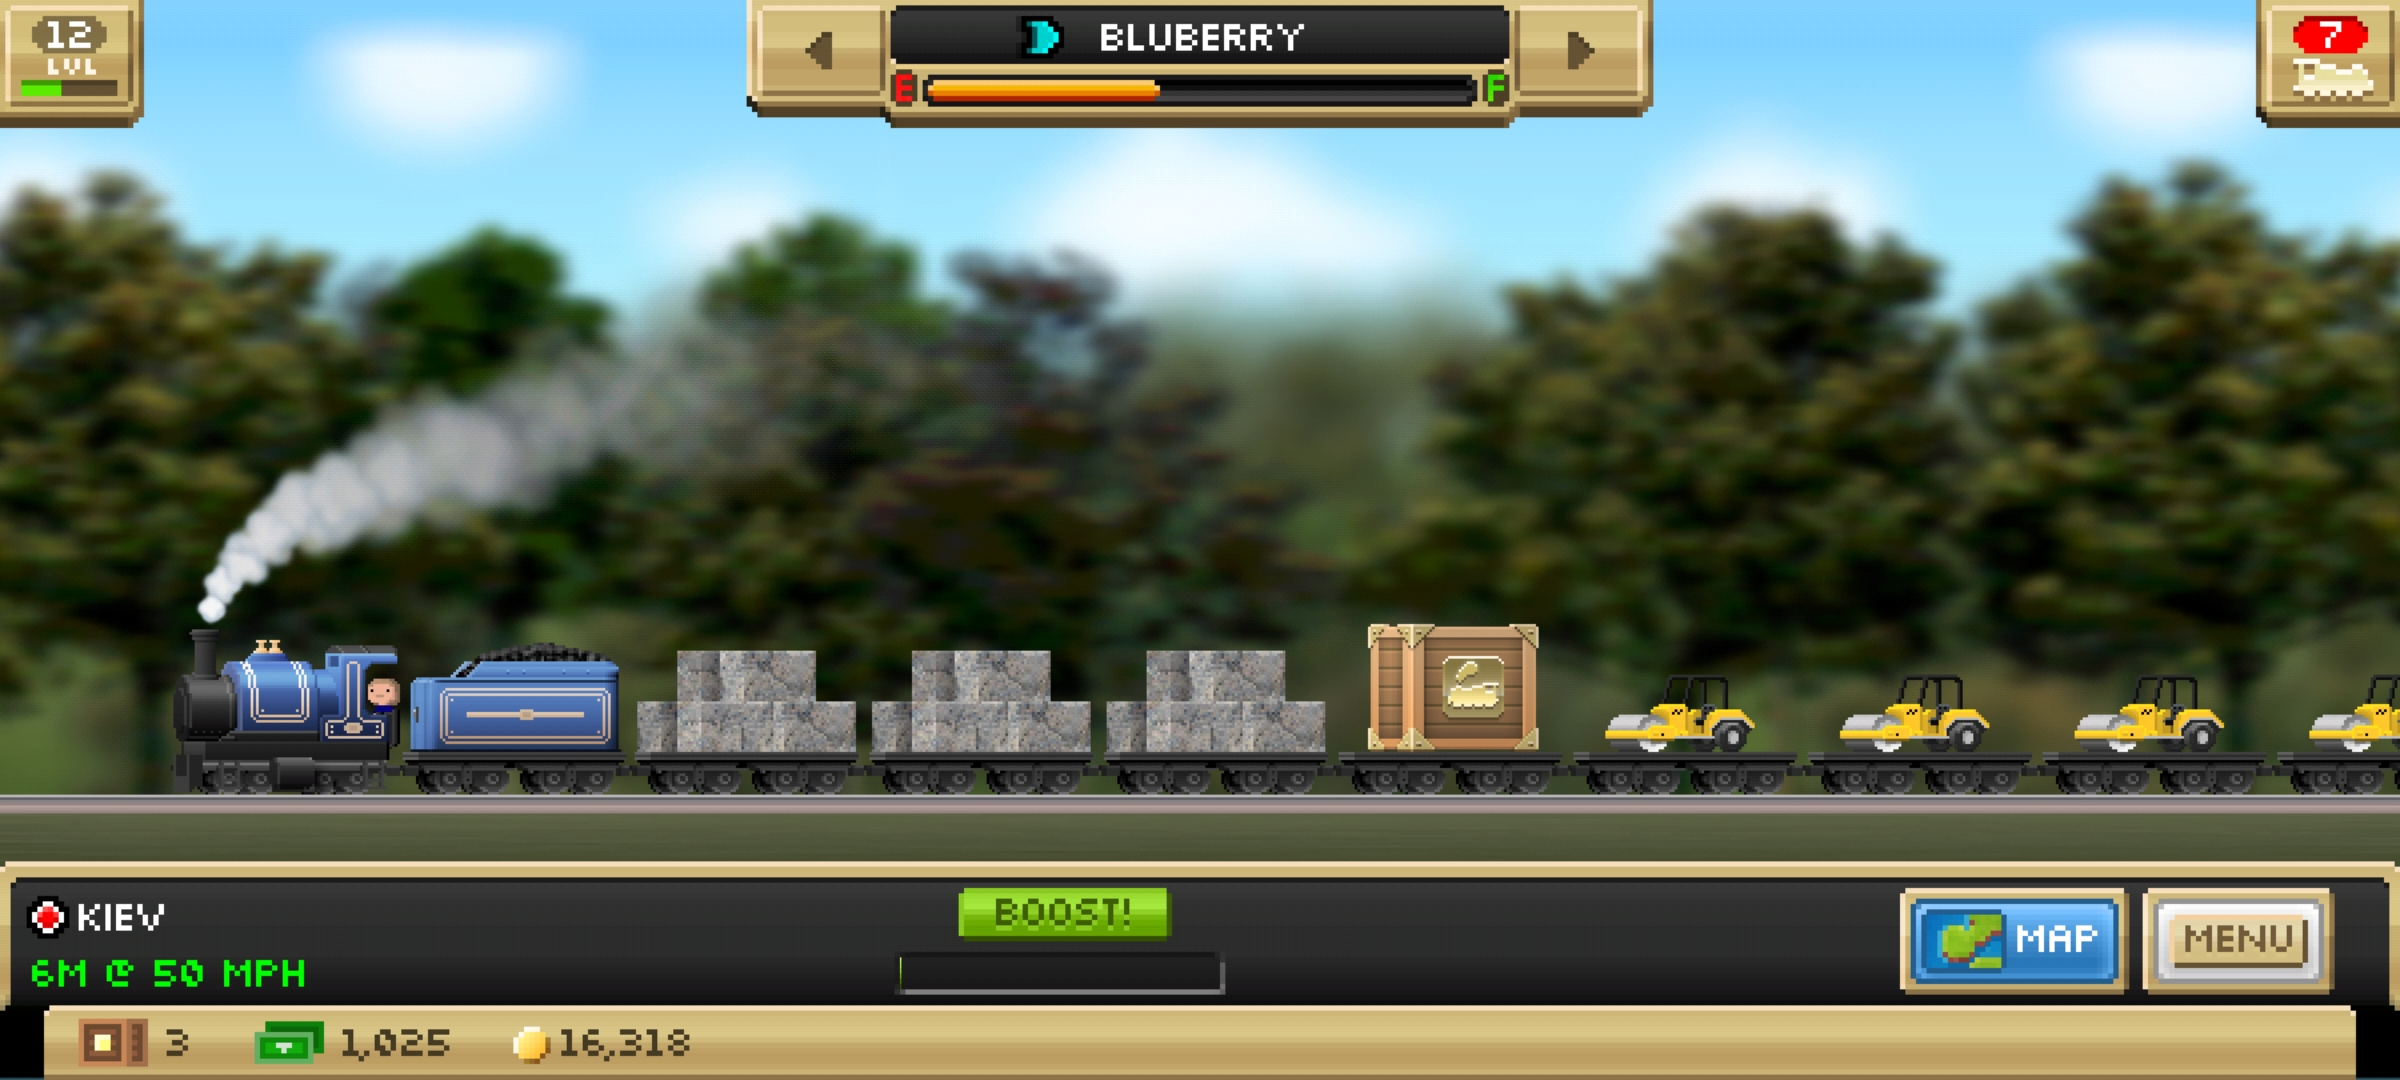 12
LVL
BLUBERRY
E F
7
KIEV
6M @ 50 MPH
BOOST!
MAP
MENU
3 1,025 16,318